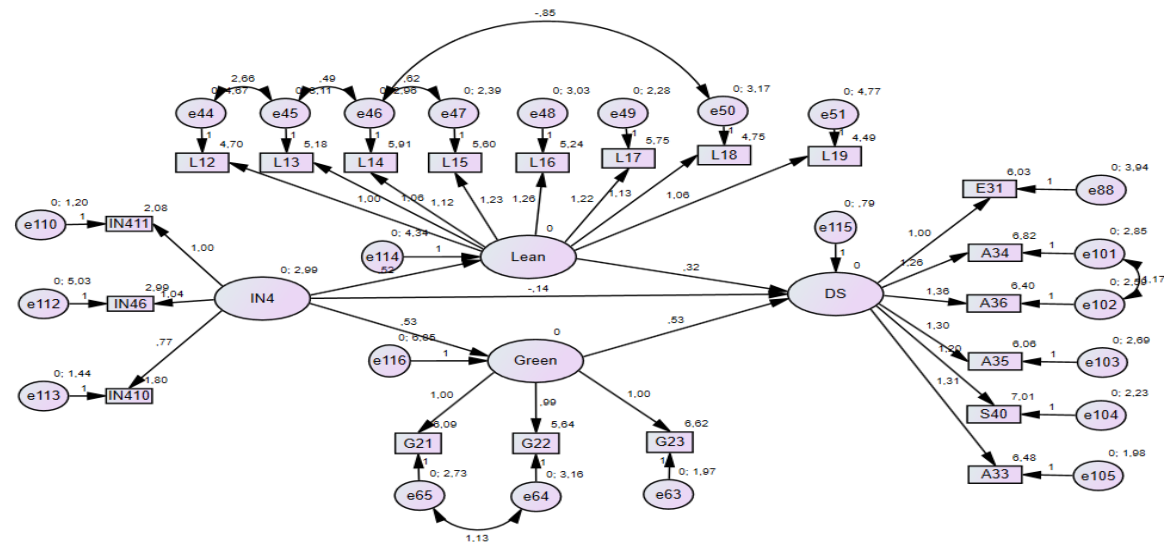 -,85
2,66 ,49 ,62
e44 e45 e46 e47 0; 2,39 e48 0; 3,03 e49 0; 2,28 e50 0; 3,17 e51 0; 4,77
1 1 1 1 1 1 1 1
4,70 5,18 5,91 5,60 5,24 5,75 4,75 4,49
L12 L13 L14 L15 L16 L17 L18 L19
1,00 1,06 1,12 1,23 1,26 1,22 1,13 1,06
6,03 0; 3,94
E31 1 e88
0; 1,20 2,08
e110 1 IN411
0; ,79
e115
1
0; 4,34 0
e114 1 Lean
1,00
6,82 0; 2,85
A34 1 e101
1,26
1,00 ,52 ,32
0; 5,03 2,99 0; 2,99 0
e112 1 IN46 1,04 IN4 -,14 DS
1,36 6,40
A36 1 e102 1,17
,53 ,53
0
e116 1 Green
1,30 6,06 0; 2,69
A35 1 e103
,77
0; 1,44 1,80
e113 1 IN410
1,31
1,00 ,99 1,00
7,01 0; 2,23
S40 1 e104
5,64 6,62
G21 G22 G23
1 1 1
6,48 0; 1,98
A33 1 e105
0; 2,73 0; 3,16 0; 1,97
e65 e64 e63
1,13